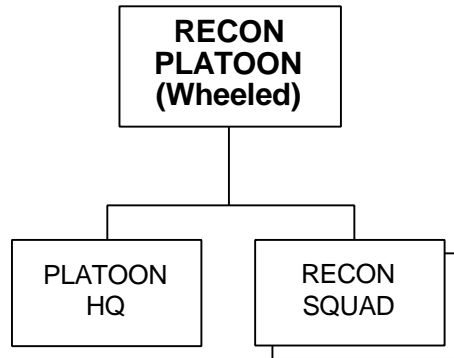 RECON
PLATOON
(Wheeled)
PLATOON
HQ
RECON
SQUAD